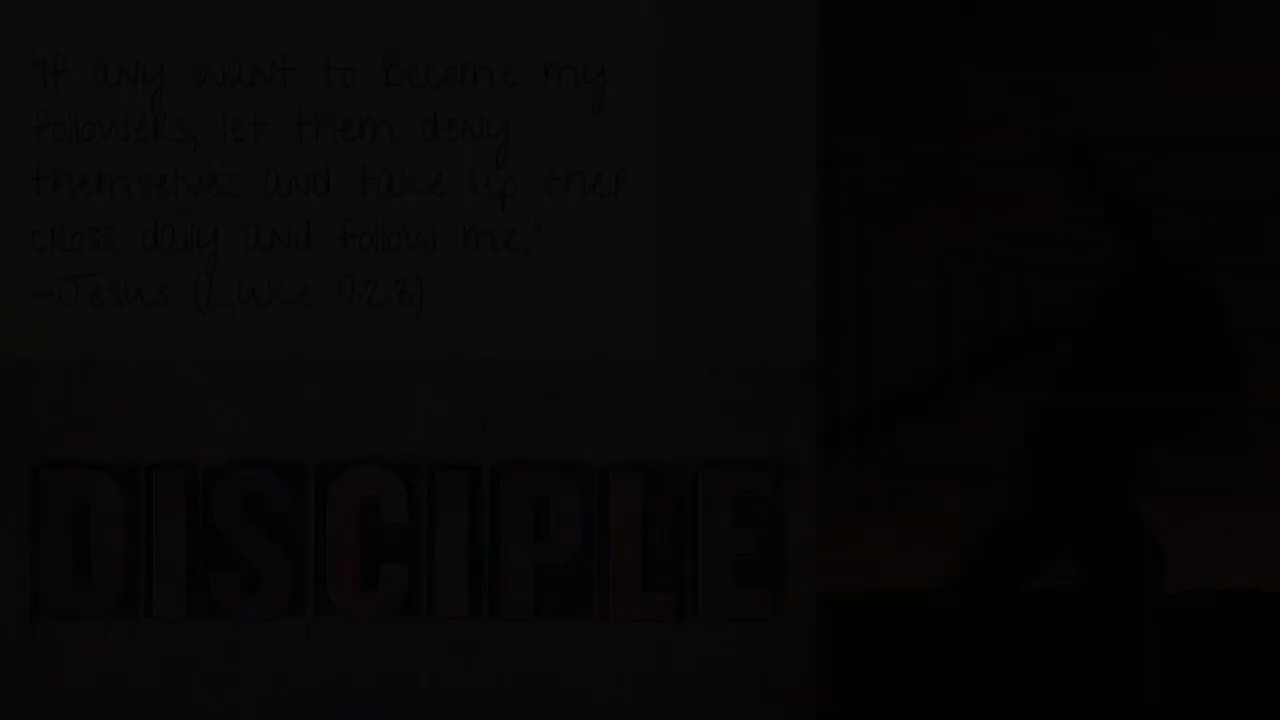 "If any want to become my
followers, let them deny
themselves and take up their
cross daily and follow me."
-Jesus (Luke 9:23)
DISCIPLE